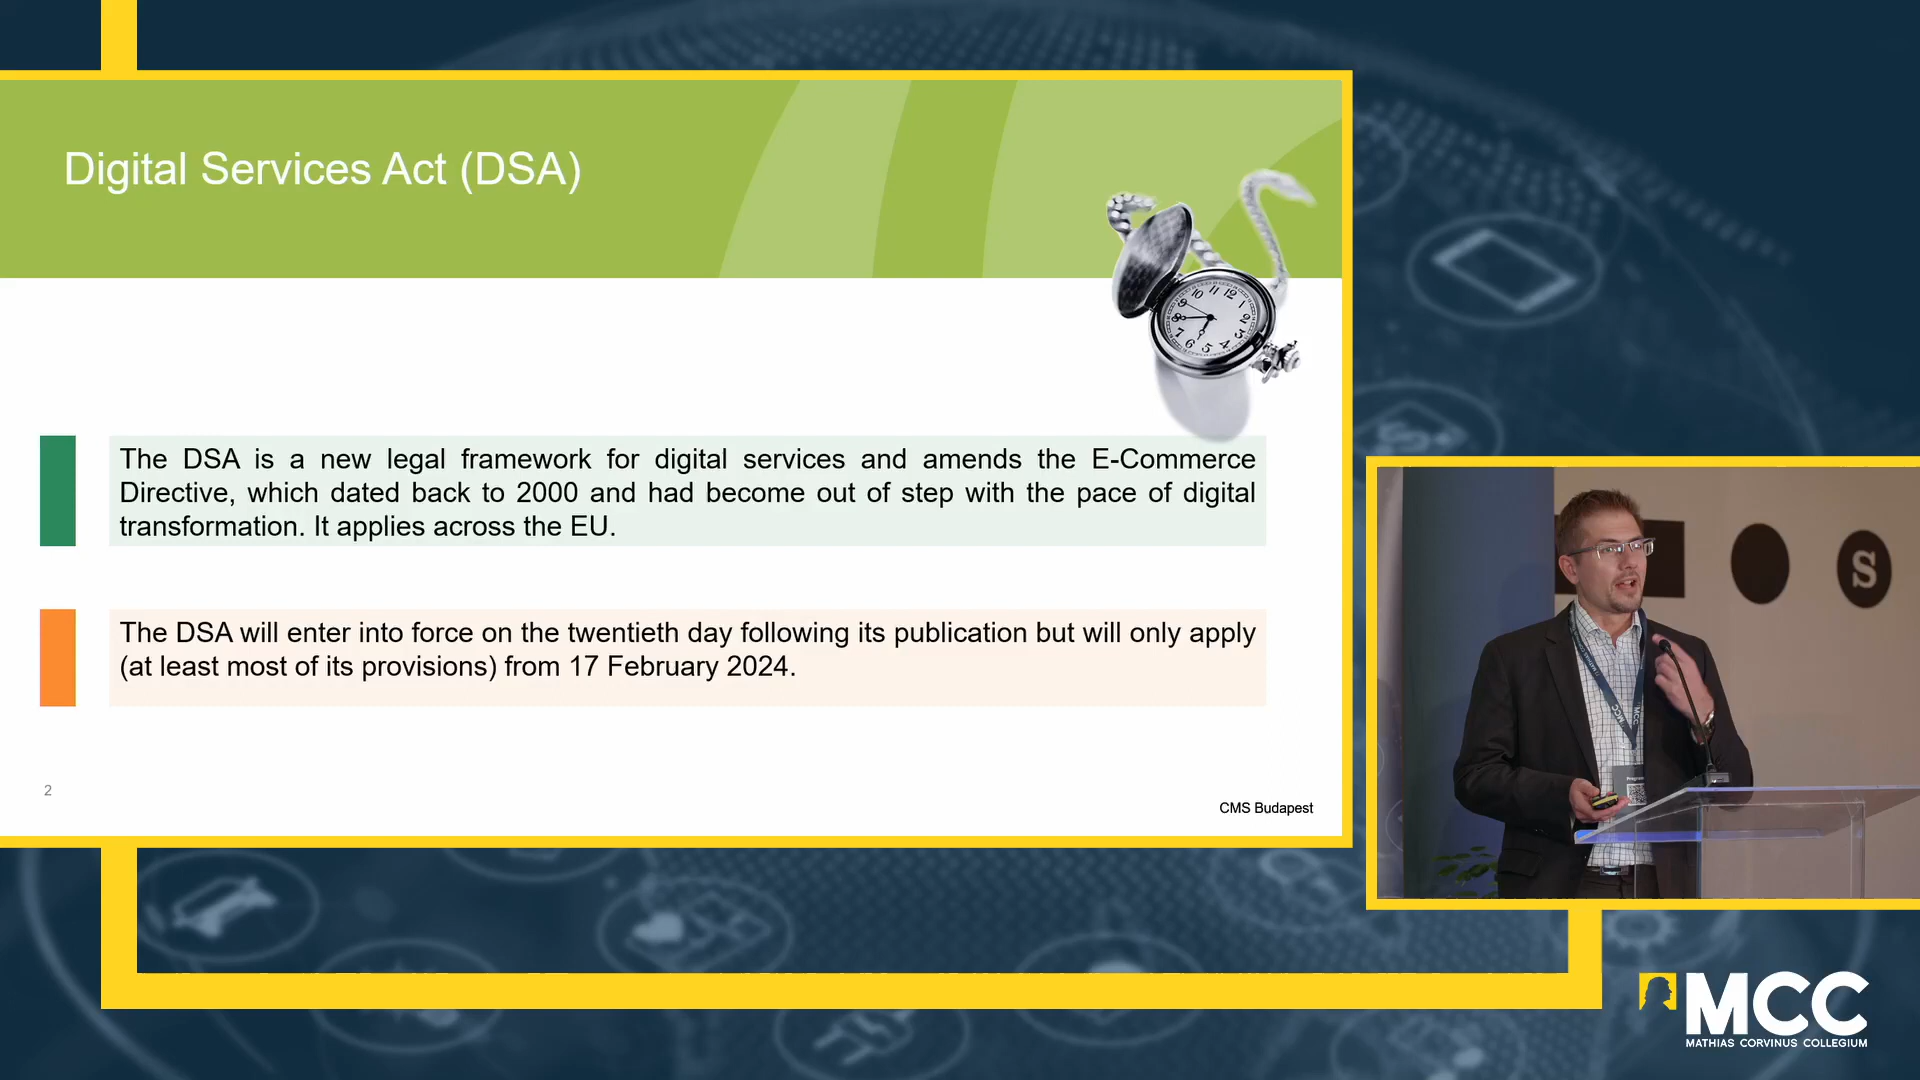 Digital Services Act (DSA)
The DSA is a new legal framework for digital services and amends the E-Commerce
Directive, which dated back to 2000 and had become out of step with the pace of digital
transformation. It applies across the EU.
The DSA will enter into force on the twentieth day following its publication but will only apply
(at least most of its provisions) from 17 February 2024.
2
CMS Budapest
S
MCC
MCC
MCC
MATHIAS CORVINUS COLLEGIUM